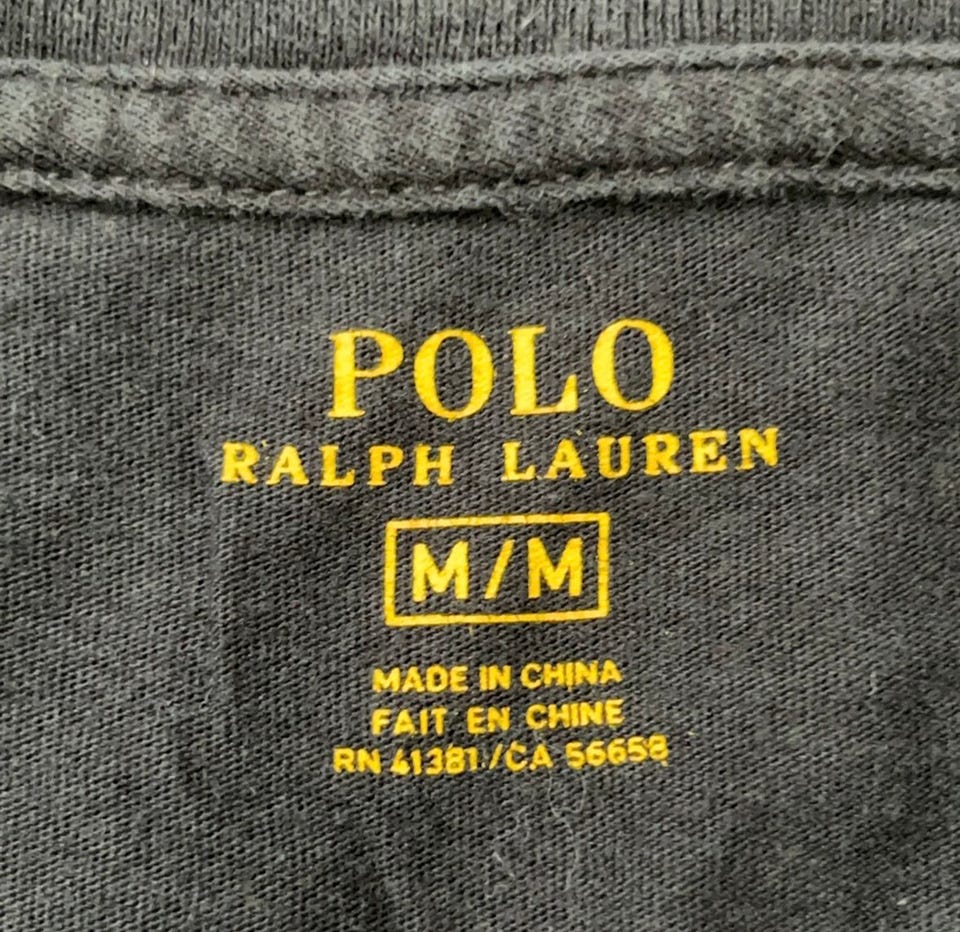 POLO
RALPH LAUREN
M/M
MADE IN CHINA
FAIT EN CHINE
RN 41381/CA 56658